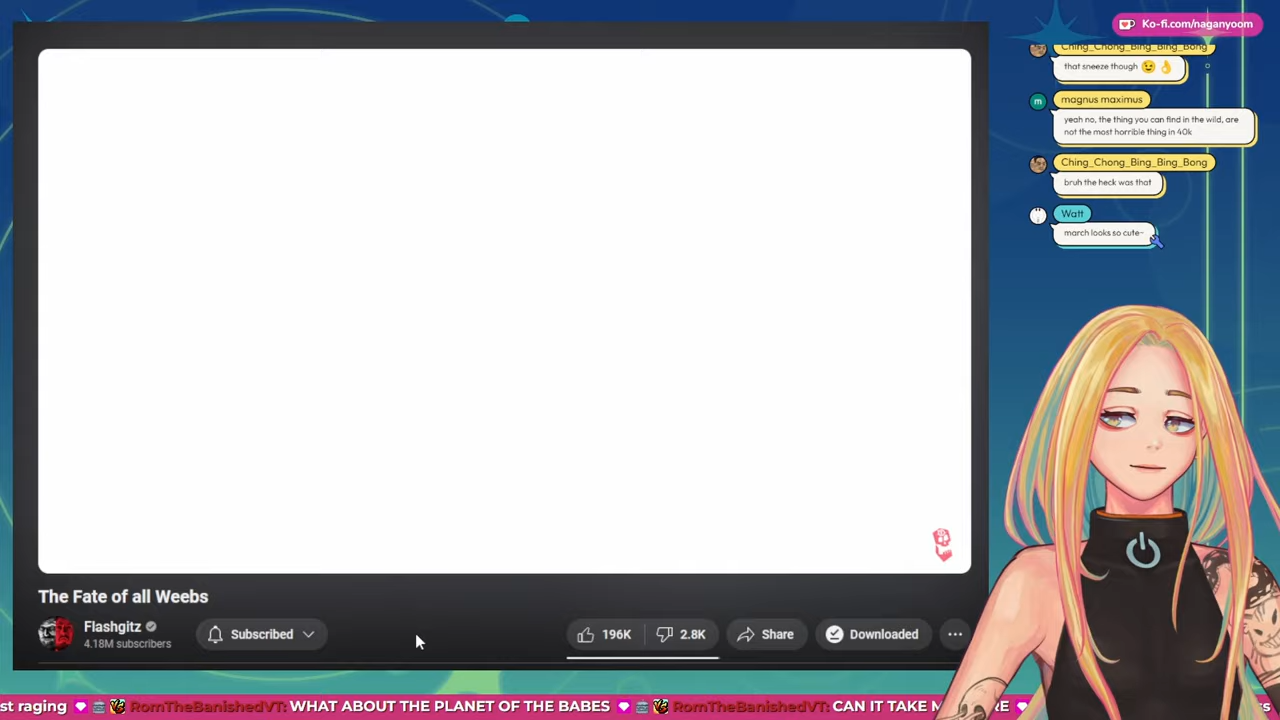 Ko-fi.com/naganyoom
Ching_Chong_Bing_Bing_Bong
that sneeze though 😉 👌
m
magnus maximus
yeah no, the thing you can find in the wild, are
not the most horrible thing in 40k
Ching_Chong_Bing_Bing_Bong
bruh the heck was that
Watt
march looks so cute~
The Fate of all Weebs
Flashgitz
4.18M subscribers
Subscribed
196K
2.8K
Share
Downloaded
st raging RomTheBanishedVT: WHAT ABOUT THE PLANET OF THE BABES RomTheBanishedVT: CAN IT TAKE M